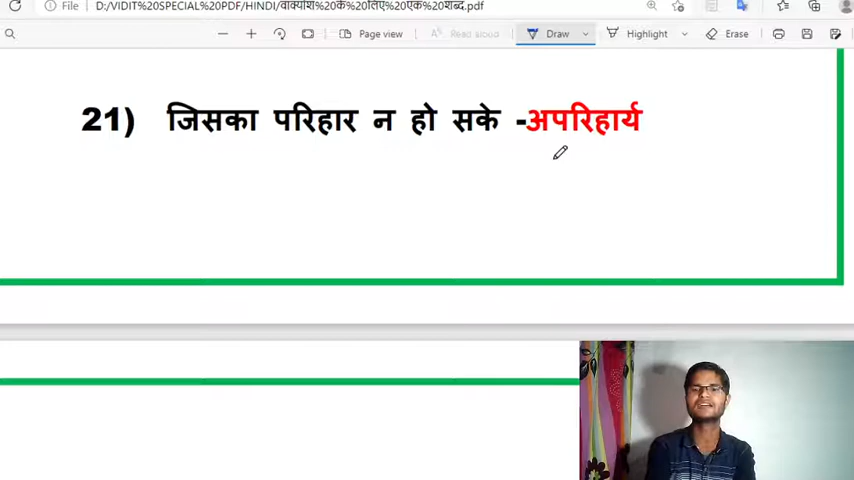 File D:/VIDIT%20SPECIAL%20PDF/HINDI/वाक्यांश%20के%20लिए%20एक%20शब्द.pdf
Page view Read aloud Draw Highlight Erase
21) जिसका परिहार न हो सके -अपरिहार्य